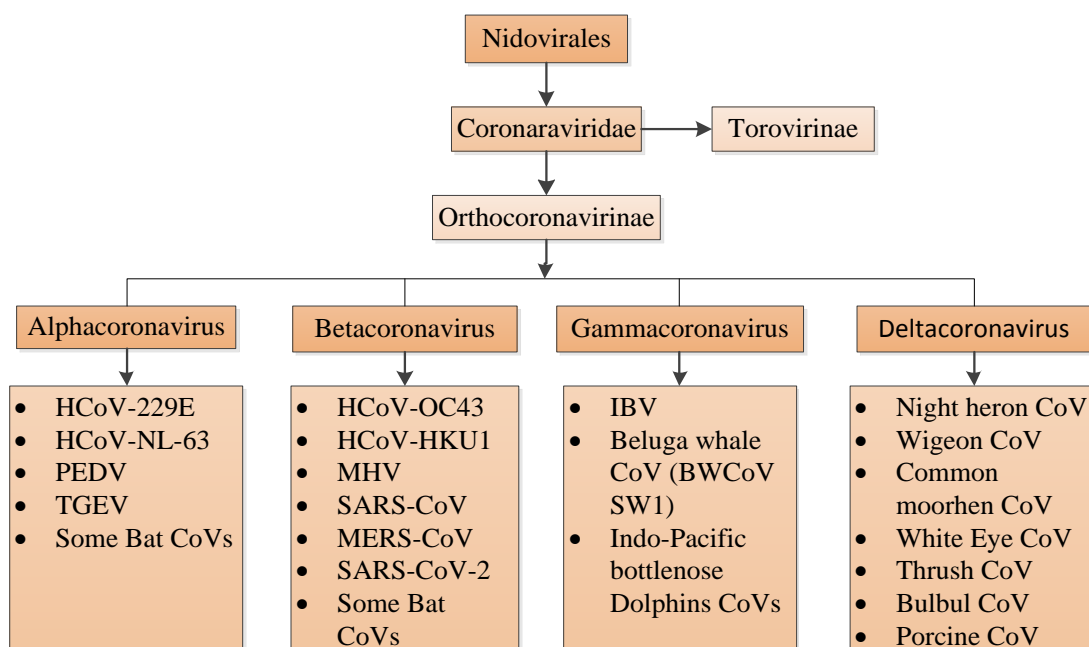 Nidovirales
Coronaraviridae
Torovirinae
Orthocoronavirinae
Alphacoronavirus
Betacoronavirus
Gammacoronavirus
Deltacoronavirus
• HCoV-229E
• HCoV-NL-63
• PEDV
• TGEV
• Some Bat CoVs
• HCoV-OC43
• HCoV-HKU1
• MHV
• SARS-CoV
• MERS-CoV
• SARS-CoV-2
• Some Bat
CoVs
• IBV
• Beluga whale
CoV (BWCoV
SW1)
• Indo-Pacific
bottlenose
Dolphins CoVs
• Night heron CoV
• Wigeon CoV
• Common
moorhen CoV
• White Eye CoV
• Thrush CoV
• Bulbul CoV
• Porcine CoV